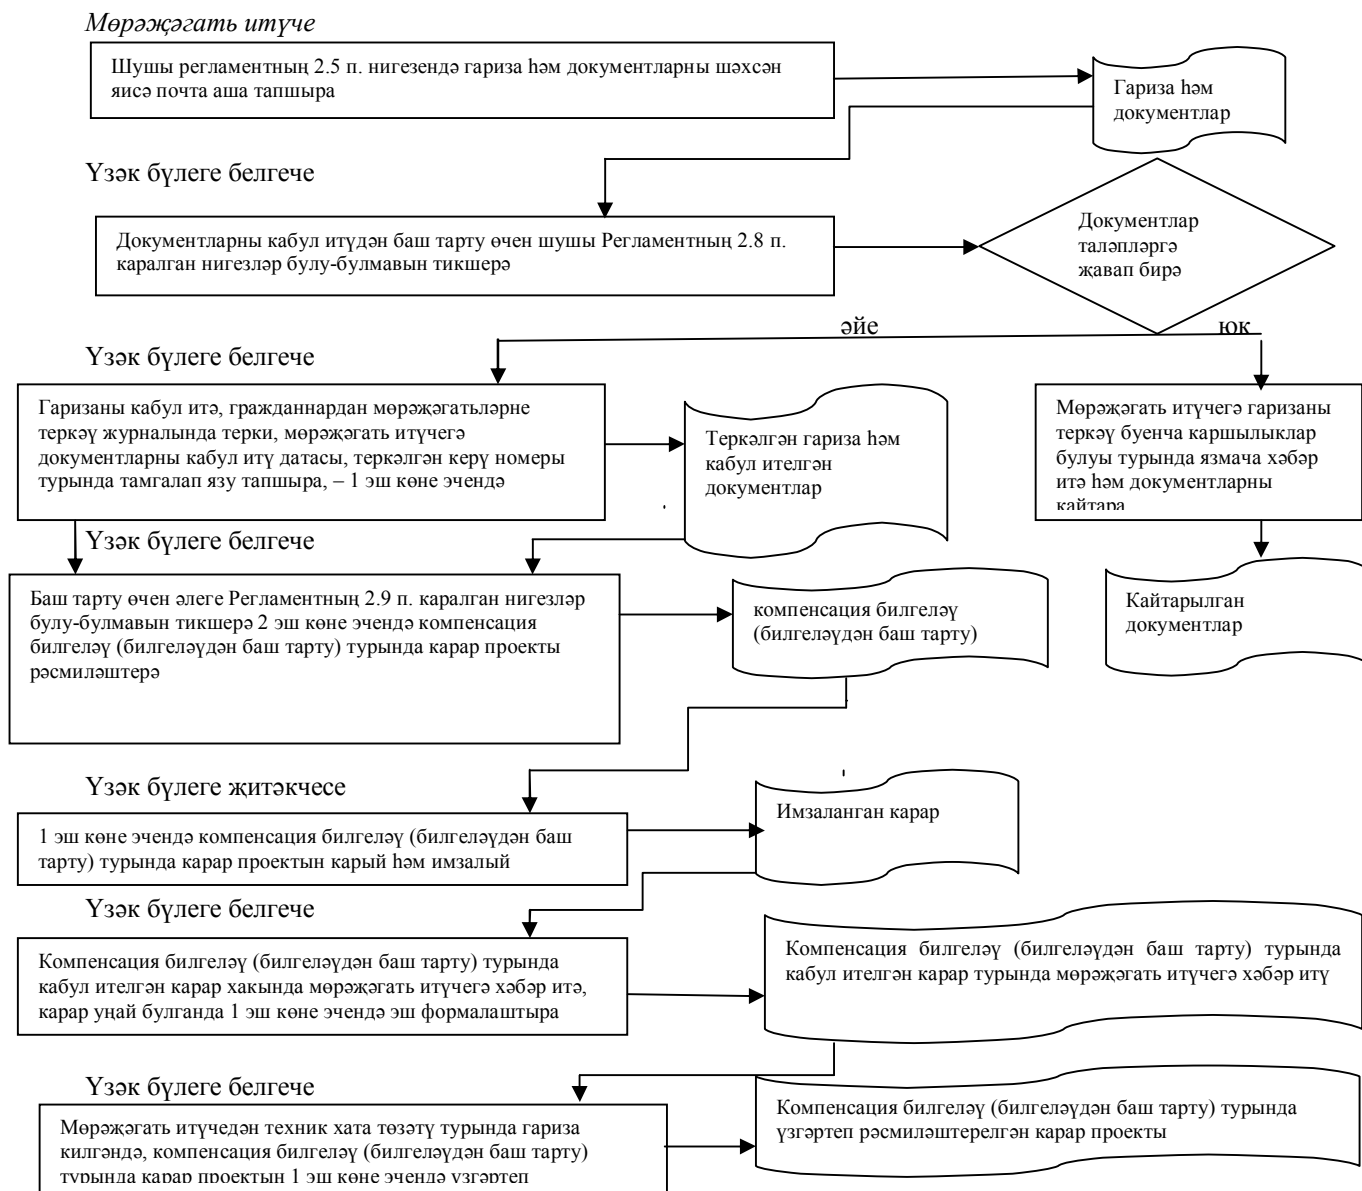 Мөрәҗәгать итүче
Шушы регламентның 2.5 п. нигезендә гариза һәм документларны шәхсән
яисә почта аша тапшыра
Гариза һәм
документлар
Үзәк бүлеге белгече
Документларны кабул итүдән баш тарту өчен шушы Регламентның 2.8 п.
каралган нигезләр булу-булмавын тикшерә
Документлар
таләпләргә
җавап бирә
әйе
юк
Үзәк бүлеге белгече
Гаризаны кабул итә, гражданнардан мөрәҗәгатьләрне
теркәү журналында терки, мөрәҗәгать итүчегә
документларны кабул итү датасы, теркәлгән керү номеры
турында тамгалап язу тапшыра, – 1 эш көне эчендә
Теркәлгән гариза һәм
кабул ителгән
документлар
Мөрәҗәгать итүчегә гаризаны
теркәү буенча каршылыклар
булуы турында язмача хәбәр
итә һәм документларны
кайтара
Үзәк бүлеге белгече
Баш тарту өчен әлеге Регламентның 2.9 п. каралган нигезләр
булу-булмавын тикшерә 2 эш көне эчендә компенсация
билгеләү (билгеләүдән баш тарту) турында карар проекты
рәсмиләштерә
компенсация билгеләү
(билгеләүдән баш тарту)
Кайтарылган
документлар
Үзәк бүлеге җитәкчесе
1 эш көне эчендә компенсация билгеләү (билгеләүдән баш
тарту) турында карар проектын карый һәм имзалый
Имзаланган карар
Үзәк бүлеге белгече
Компенсация билгеләү (билгеләүдән баш тарту) турында
кабул ителгән карар хакында мөрәҗәгать итүчегә хәбәр итә,
карар уңай булганда 1 эш көне эчендә эш формалаштыра
Компенсация билгеләү (билгеләүдән баш тарту) турында
кабул ителгән карар турында мөрәҗәгать итүчегә хәбәр итү
Үзәк бүлеге белгече
Мөрәҗәгать итүчедән техник хата төзәтү турында гариза
килгәндә, компенсация билгеләү (билгеләүдән баш тарту)
турында карар проектын 1 эш көне эчендә үзгәртеп
Компенсация билгеләү (билгеләүдән баш тарту) турында
үзгәртеп рәсмиләштерелгән карар проекты